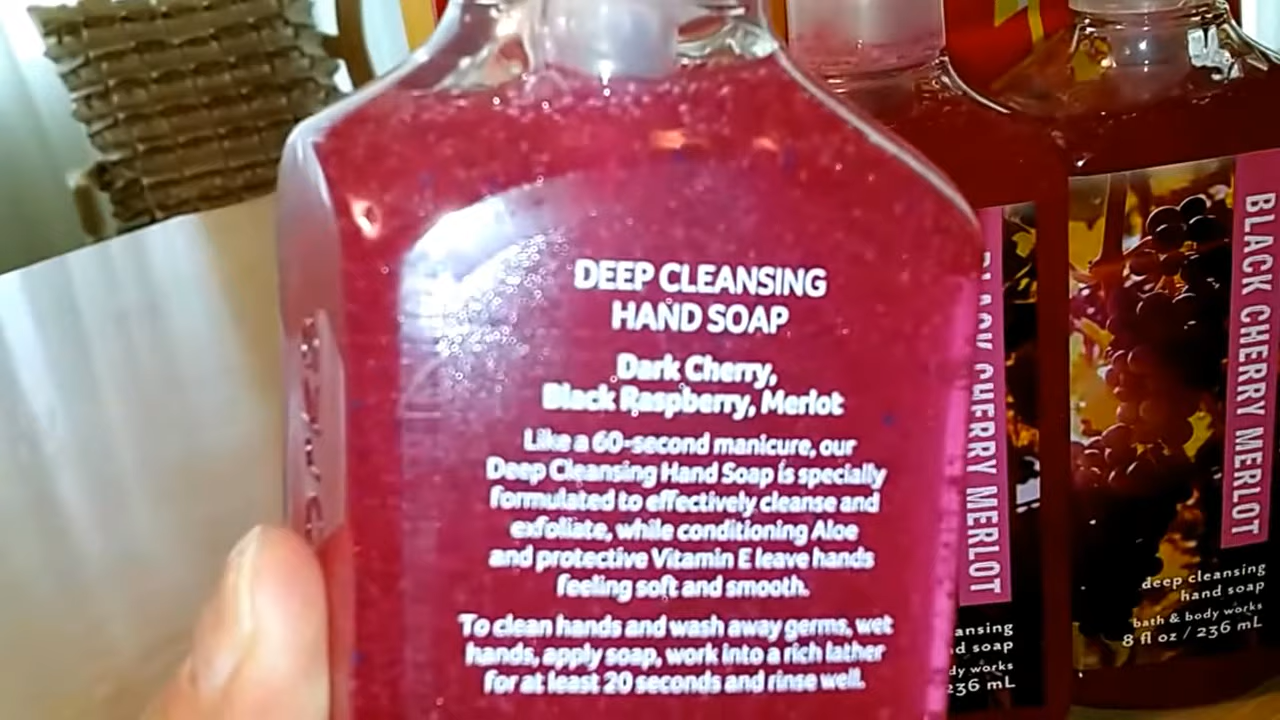 DEEP CLEANSING
HAND SOAP
Dark Cherry,
Black Raspberry, Merlot
Like a 60-second manicure, our
Deep Cleansing Hand Soap is specially
formulated to effectively cleanse and
exfoliate, while conditioning Aloe
and protective Vitamin E leave hands
feeling soft and smooth.
To clean hands and wash away germs, wet
hands, apply soap, work into a rich lather
for at least 20 seconds and rinse well.
BLACK CHERRY MERLOT
ansing
d soap
dy works
236 mL
BLACK CHERRY MERLOT
deep cleansing
hand soap
bath & body works
8 fl oz / 236 mL